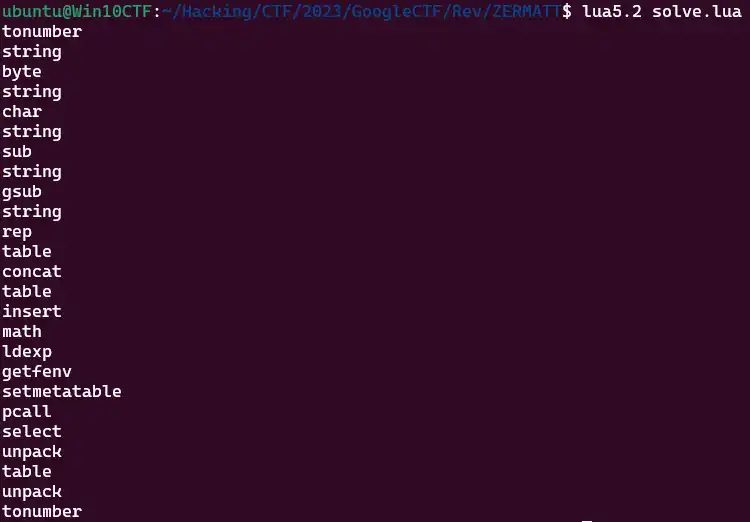 ubuntu@Win10CTF:~/Hacking/CTF/2023/GoogleCTF/Rev/ZERMATT$ lua5.2 solve.lua
tonumber
string
byte
string
char
string
sub
string
gsub
string
rep
table
concat
table
insert
math
ldexp
getfenv
setmetatable
pcall
select
unpack
table
unpack
tonumber